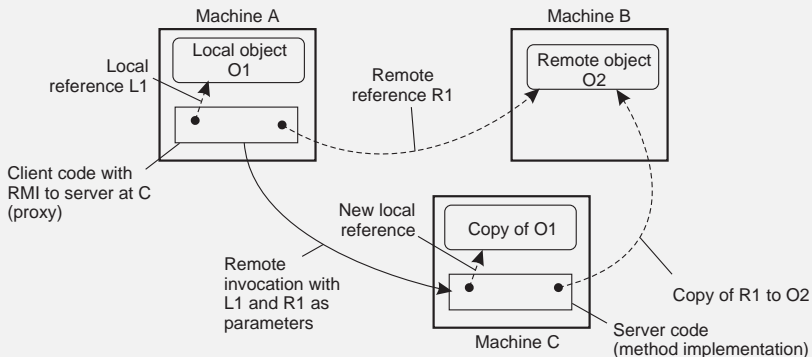 Machine A
Machine B
Local object
O1
Remote object
O2
Local
reference L1
Remote
reference R1
Client code with
RMI to server at C
(proxy)
New local
reference
Copy of O1
Remote
invocation with
L1 and R1 as
parameters
Copy of R1 to O2
Server code
(method implementation)
Machine C